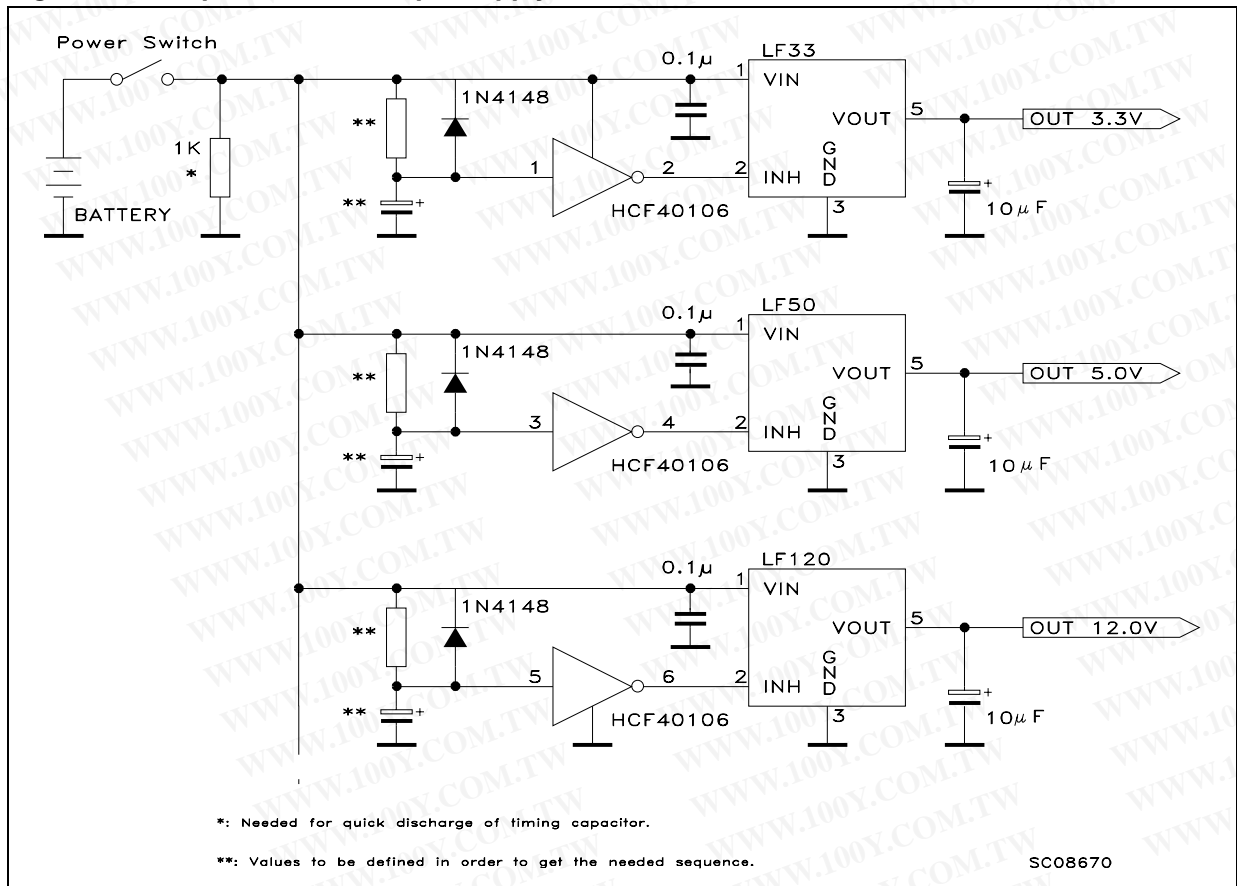 Power Switch
1K
*
BATTERY
**
1N4148
**
1
2
HCF40106
0.1µ
LF33
1
VIN
VOUT
5
2
INH
GND
3
OUT 3.3V
+
10µF
**
1N4148
**
3
4
HCF40106
0.1µ
LF50
1
VIN
VOUT
5
2
INH
GND
3
OUT 5.0V
+
10µF
**
1N4148
**
5
6
HCF40106
0.1µ
LF120
1
VIN
VOUT
5
2
INH
GND
3
OUT 12.0V
+
10µF
*: Needed for quick discharge of timing capacitor.
**: Values to be defined in order to get the needed sequence.
SC08670
WWW.100Y.COM.TW